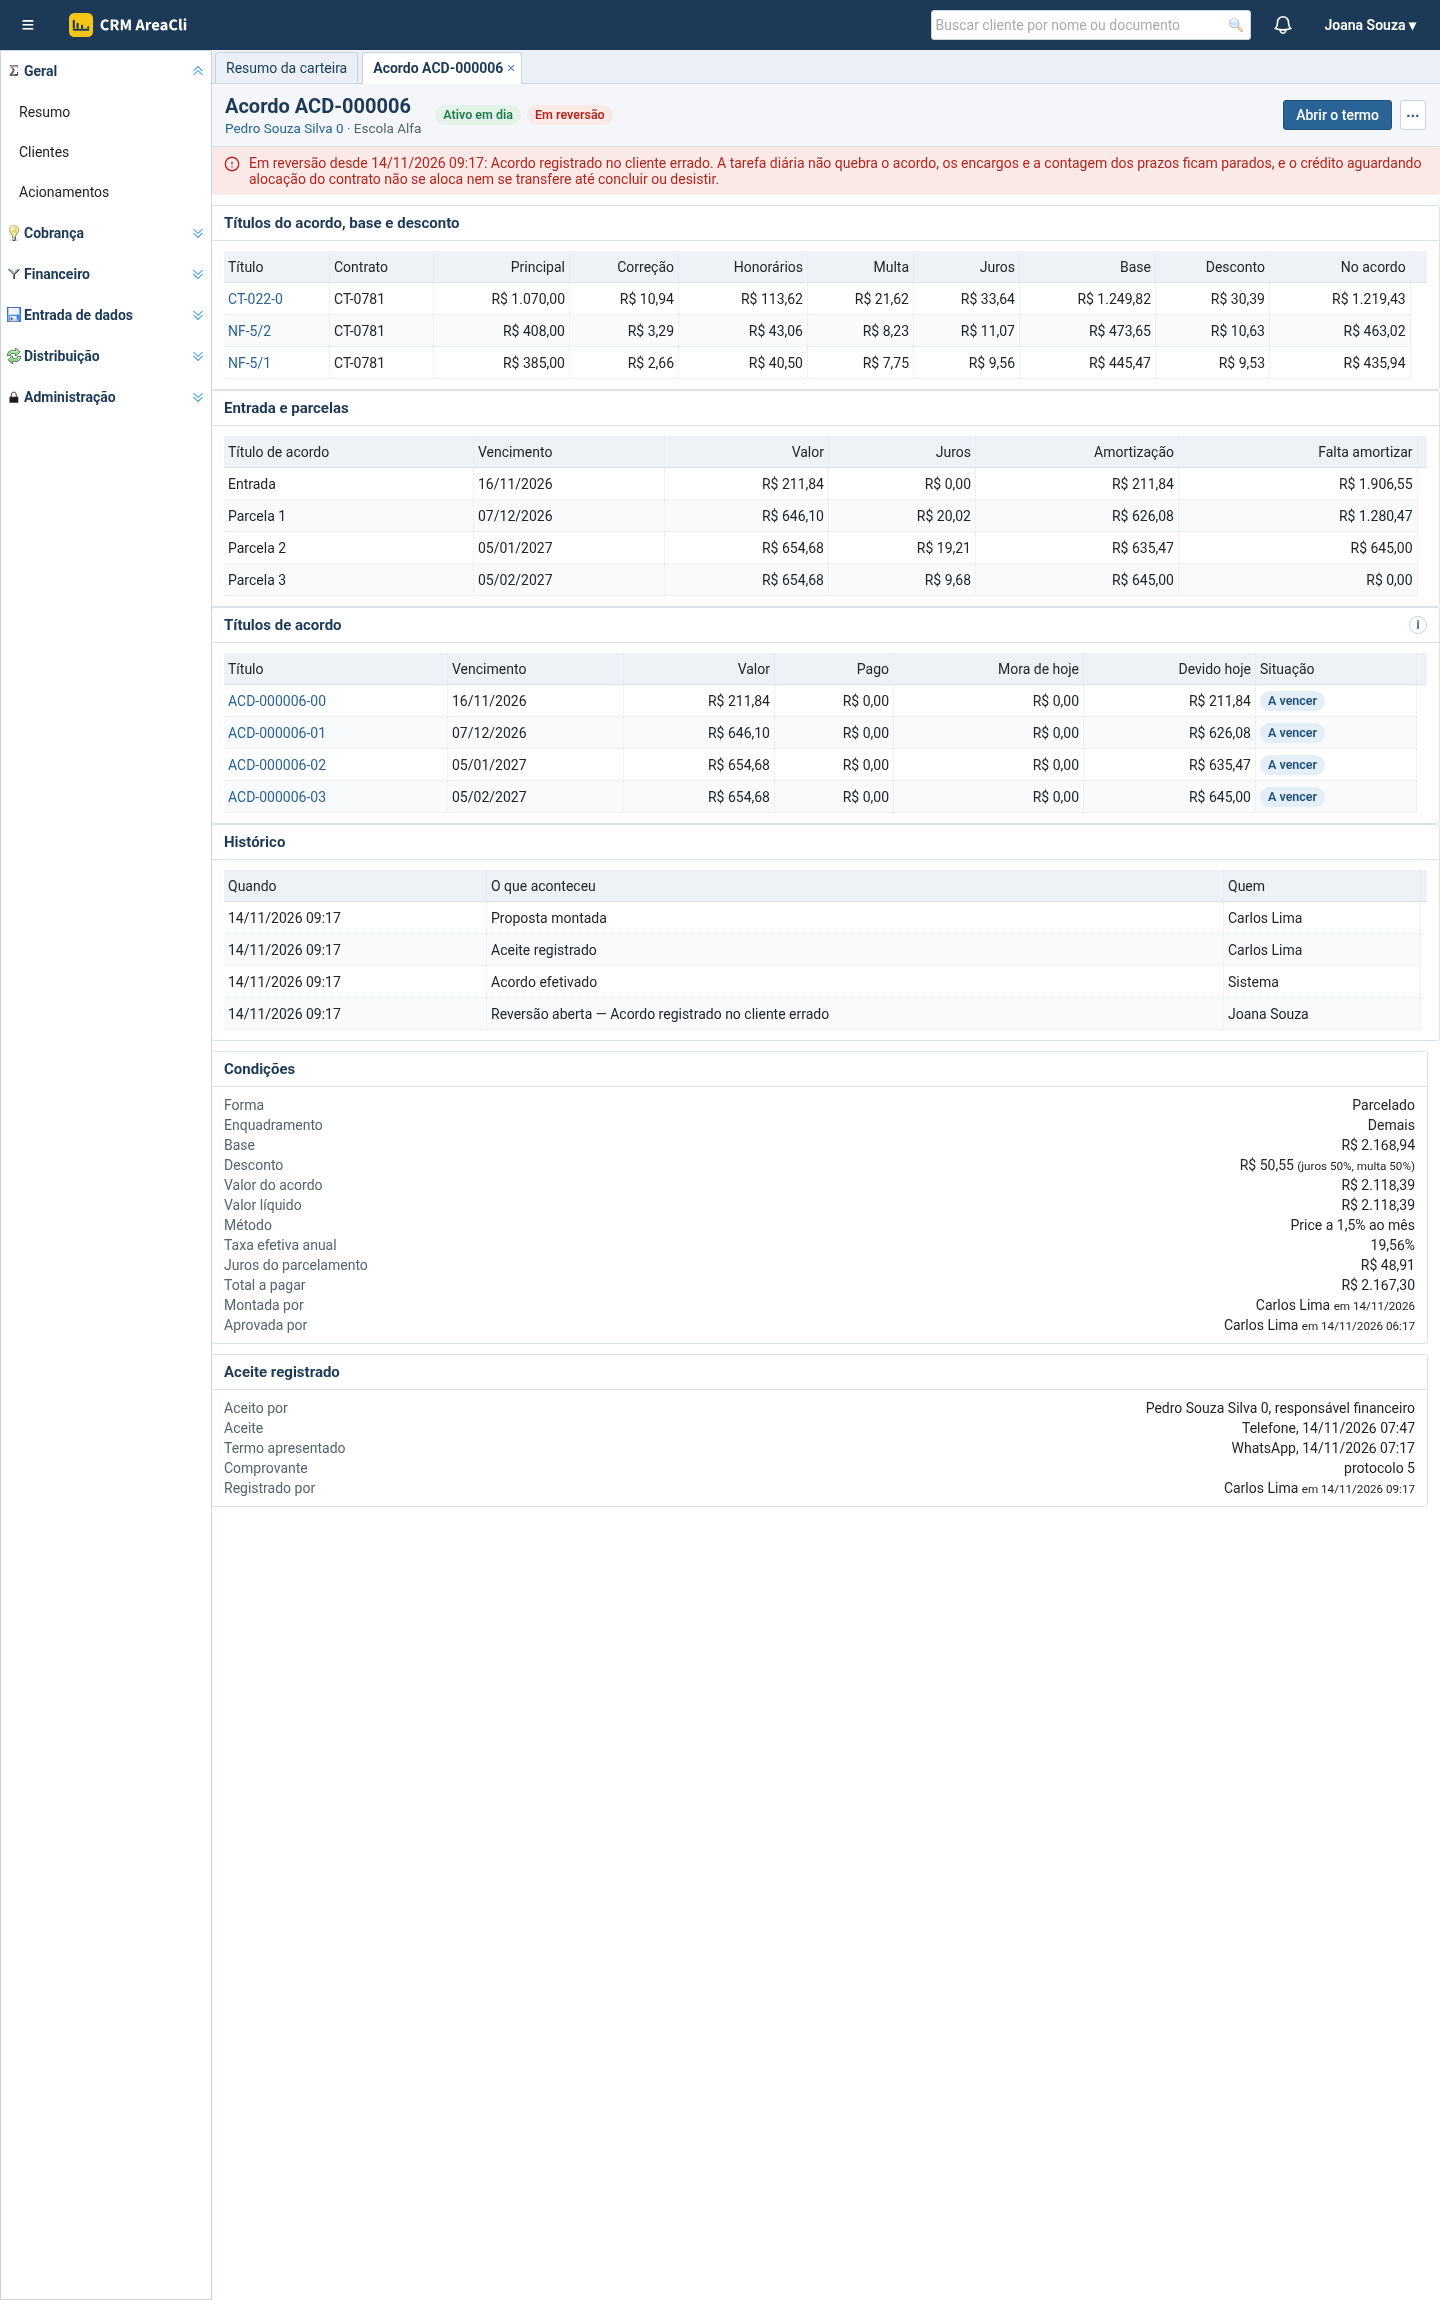 ≡ CRM AreaCli Buscar cliente por nome ou documento Joana Souza ▾
Geral
Resumo
Clientes
Acionamentos
Cobrança
Financeiro
Entrada de dados
Distribuição
Administração
Resumo da carteira Acordo ACD-000006 ×
Acordo ACD-000006 Ativo em dia Em reversão
Pedro Souza Silva 0 · Escola Alfa
Abrir o termo ...
Em reversão desde 14/11/2026 09:17: Acordo registrado no cliente errado. A tarefa diária não quebra o acordo, os encargos e a contagem dos prazos ficam parados, e o crédito aguardando
alocação do contrato não se aloca nem se transfere até concluir ou desistir.
Títulos do acordo, base e desconto
Título Contrato Principal Correção Honorários Multa Juros Base Desconto No acordo
CT-022-0 CT-0781 R$ 1.070,00 R$ 10,94 R$ 113,62 R$ 21,62 R$ 33,64 R$ 1.249,82 R$ 30,39 R$ 1.219,43
NF-5/2 CT-0781 R$ 408,00 R$ 3,29 R$ 43,06 R$ 8,23 R$ 11,07 R$ 473,65 R$ 10,63 R$ 463,02
NF-5/1 CT-0781 R$ 385,00 R$ 2,66 R$ 40,50 R$ 7,75 R$ 9,56 R$ 445,47 R$ 9,53 R$ 435,94
Entrada e parcelas
Título de acordo Vencimento Valor Juros Amortização Falta amortizar
Entrada 16/11/2026 R$ 211,84 R$ 0,00 R$ 211,84 R$ 1.906,55
Parcela 1 07/12/2026 R$ 646,10 R$ 20,02 R$ 626,08 R$ 1.280,47
Parcela 2 05/01/2027 R$ 654,68 R$ 19,21 R$ 635,47 R$ 645,00
Parcela 3 05/02/2027 R$ 654,68 R$ 9,68 R$ 645,00 R$ 0,00
Títulos de acordo i
Título Vencimento Valor Pago Mora de hoje Devido hoje Situação
ACD-000006-00 16/11/2026 R$ 211,84 R$ 0,00 R$ 0,00 R$ 211,84 A vencer
ACD-000006-01 07/12/2026 R$ 646,10 R$ 0,00 R$ 0,00 R$ 626,08 A vencer
ACD-000006-02 05/01/2027 R$ 654,68 R$ 0,00 R$ 0,00 R$ 635,47 A vencer
ACD-000006-03 05/02/2027 R$ 654,68 R$ 0,00 R$ 0,00 R$ 645,00 A vencer
Histórico
Quando O que aconteceu Quem
14/11/2026 09:17 Proposta montada Carlos Lima
14/11/2026 09:17 Aceite registrado Carlos Lima
14/11/2026 09:17 Acordo efetivado Sistema
14/11/2026 09:17 Reversão aberta — Acordo registrado no cliente errado Joana Souza
Condições
Forma Parcelado
Enquadramento Demais
Base R$ 2.168,94
Desconto R$ 50,55 (juros 50%, multa 50%)
Valor do acordo R$ 2.118,39
Valor líquido R$ 2.118,39
Método Price a 1,5% ao mês
Taxa efetiva anual 19,56%
Juros do parcelamento R$ 48,91
Total a pagar R$ 2.167,30
Montada por Carlos Lima em 14/11/2026
Aprovada por Carlos Lima em 14/11/2026 06:17
Aceite registrado
Aceito por Pedro Souza Silva 0, responsável financeiro
Aceite Telefone, 14/11/2026 07:47
Termo apresentado WhatsApp, 14/11/2026 07:17
Comprovante protocolo 5
Registrado por Carlos Lima em 14/11/2026 09:17